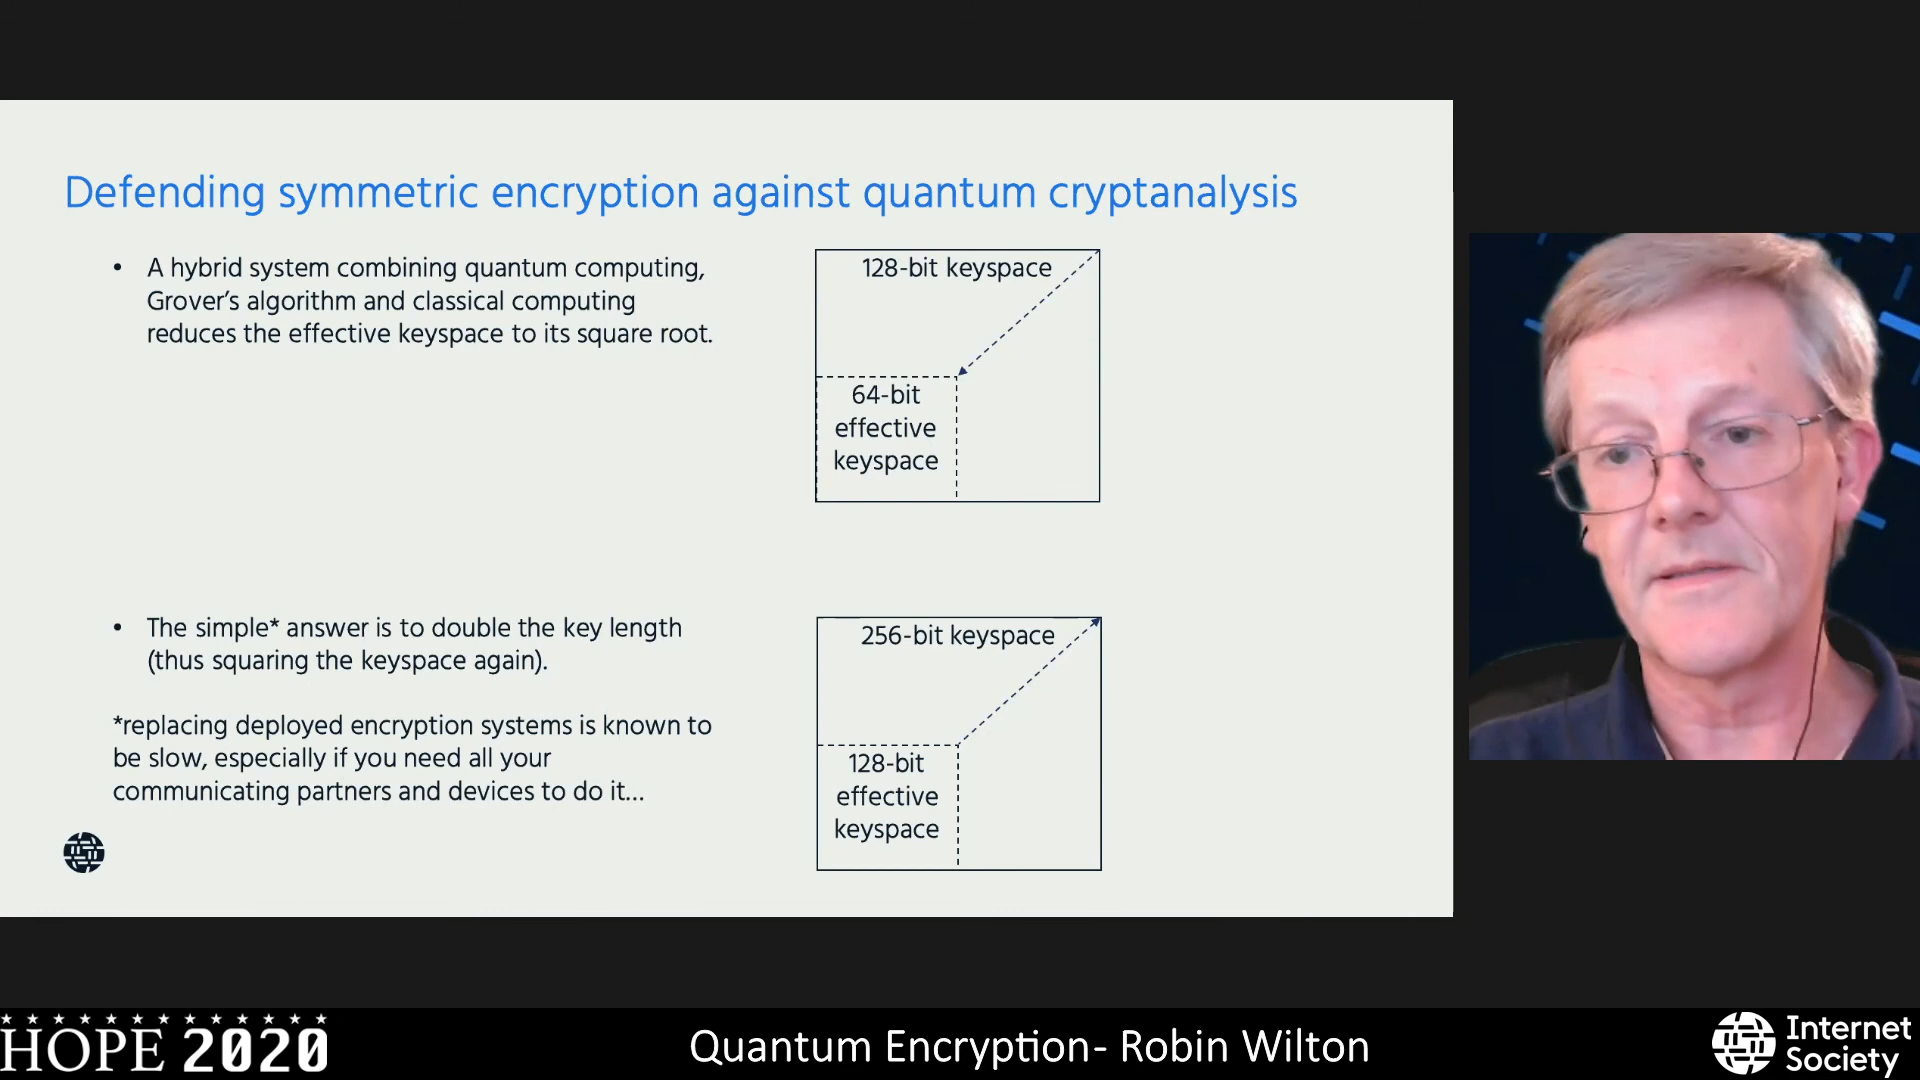 Defending symmetric encryption against quantum cryptanalysis
• A hybrid system combining quantum computing,
Grover's algorithm and classical computing
reduces the effective keyspace to its square root.
128-bit keyspace
64-bit
effective
keyspace
• The simple* answer is to double the key length
(thus squaring the keyspace again).
*replacing deployed encryption systems is known to
be slow, especially if you need all your
communicating partners and devices to do it...
256-bit keyspace
128-bit
effective
keyspace
HOPE 2020
Quantum Encryption- Robin Wilton
Internet
Society